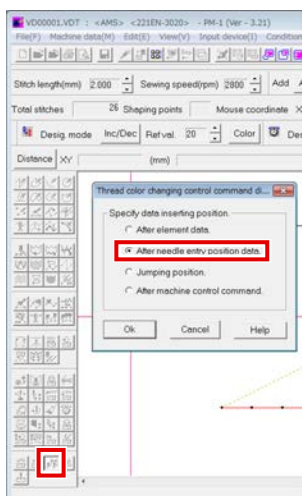 VD00001.VDT : <AMS> <221EN-3020> - PM-1 (Ver - 3.21)
File(F) Machine data(M) Edit(E) View(V) Input device(I) Condition
Stitch length(mm) 2.000 Sewing speed(rpm) 2800 Add
Total stitches 26 Shaping points Mouse coordinate X
Desig. mode Inc/Dec Ref val. 20 Color Des
Distance XY (mm)
Thread color changing control command di...
Specify data inserting position.
After element data.
After needle entry position data.
Jumping position.
After machine control command.
Ok Cancel Help